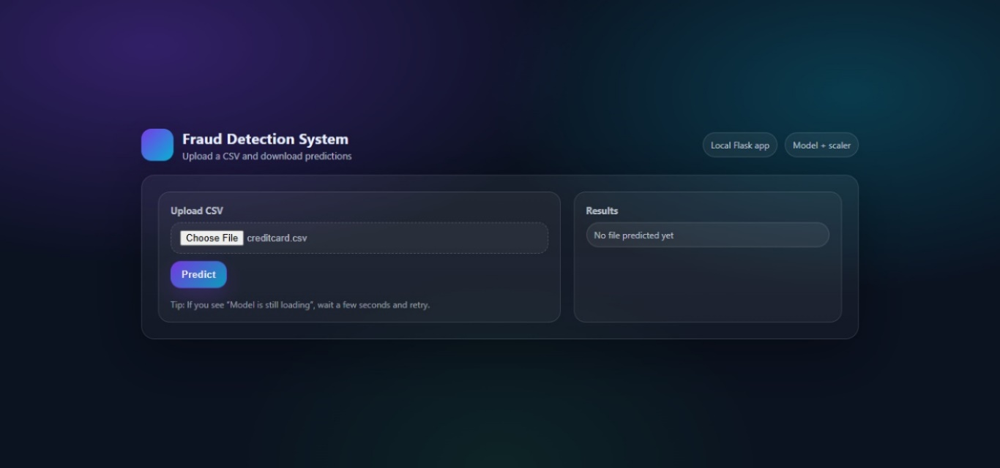 Fraud Detection System
Upload a CSV and download predictions
Local Flask app
Model + scaler
Upload CSV
Choose File creditcard.csv
Predict
Tip: If you see "Model is still loading", wait a few seconds and retry.
Results
No file predicted yet